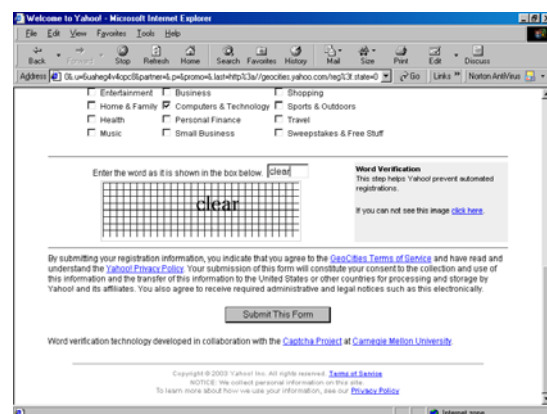 Welcome to Yahoo! - Microsoft Internet Explorer
File Edit View Favorites Tools Help
Back Forward Stop Refresh Home Search Favorites History Mail Size Print Edit Discuss
Address Go Links » Norton AntiVirus
Entertainment Business Shopping
Home & Family Computers & Technology Sports & Outdoors
Health Personal Finance Travel
Music Small Business Sweepstakes & Free Stuff
Enter the word as it is shown in the box below. clear
clear
Word Verification
This step helps Yahoo! prevent automated
registrations.
If you can not see this image click here.
By submitting your registration information, you indicate that you agree to the GeoCities Terms of Service and have read and
understand the Yahoo! Privacy Policy. Your submission of this form will constitute your consent to the collection and use of
this information and the transfer of this information to the United States or other countries for processing and storage by
Yahoo! and its affiliates. You also agree to receive required administrative and legal notices such as this electronically.
Submit This Form
Word verification technology developed in collaboration with the Captcha Project at Carnegie Mellon University.
Copyright © 2003 Yahoo! Inc. All rights reserved. Terms of Service
NOTICE: We collect personal information on this site.
To learn more about how we use your information, see our Privacy Policy
Internet zone